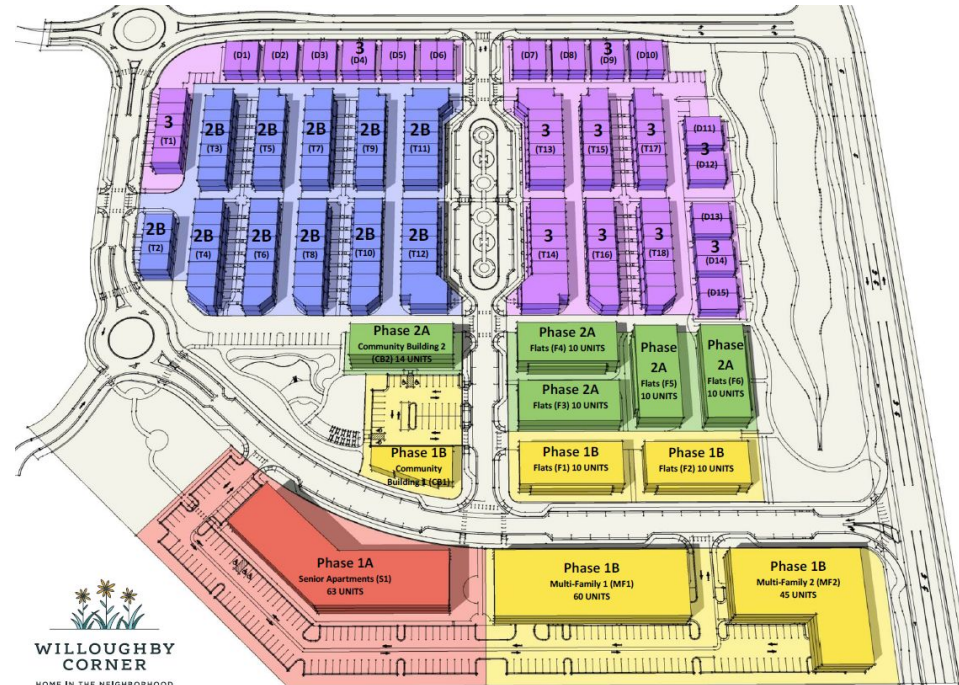 (D1) (D2) (D3) 3 (D4) (D5) (D6) (D7) (D8) 3 (D9) (D10)
3
(T1)
2B
(T3)
2B
(T5)
2B
(T7)
2B
(T9)
2B
(T11)
3
(T13)
3
(T15)
3
(T17)
(D11)
3
(D12)
2B
(T2)
2B
(T4)
2B
(T6)
2B
(T8)
2B
(T10)
2B
(T12)
3
(T14)
3
(T16)
3
(T18)
(D13)
3
(D14)
(D15)
Phase 2A
Community Building 2
(CB2) 14 UNITS
Phase 2A
Flats (F4) 10 UNITS
Phase
2A
Flats (F5)
10 UNITS
Phase
2A
Flats (F6)
10 UNITS
Phase 2A
Flats (F3) 10 UNITS
Phase 1B
Community
Building 1 (CB1)
Phase 1B
Flats (F1) 10 UNITS
Phase 1B
Flats (F2) 10 UNITS
Phase 1A
Senior Apartments (S1)
63 UNITS
Phase 1B
Multi-Family 1 (MF1)
60 UNITS
Phase 1B
Multi-Family 2 (MF2)
45 UNITS
WILLOUGHBY
CORNER
HOME IN THE NEIGHBORHOOD